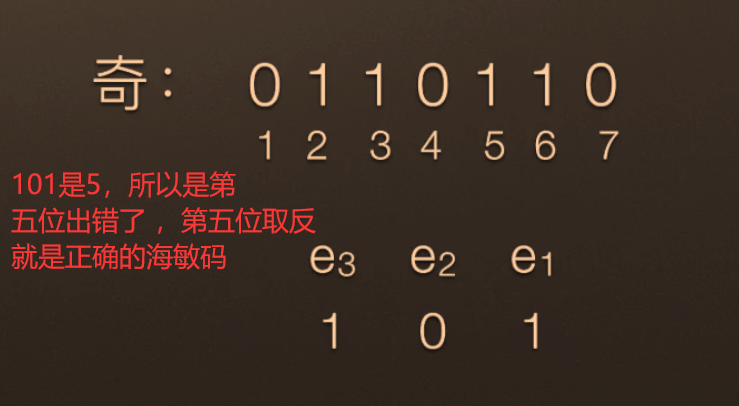 奇： 0 1 1 0 1 1 0
1 2 3 4 5 6 7
101是5，所以是第
五位出错了 ，第五位取反
就是正确的海敏码
e3 e2 e1
1 0 1